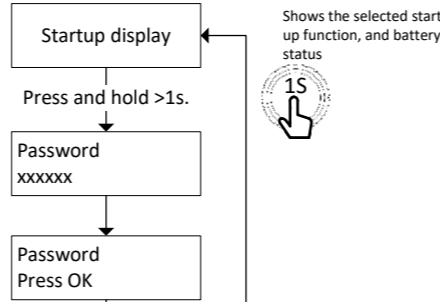 Startup display
Shows the selected start
up function, and battery
status
1S
Press and hold >1s.
Password
xxxxxx
Password
Press OK